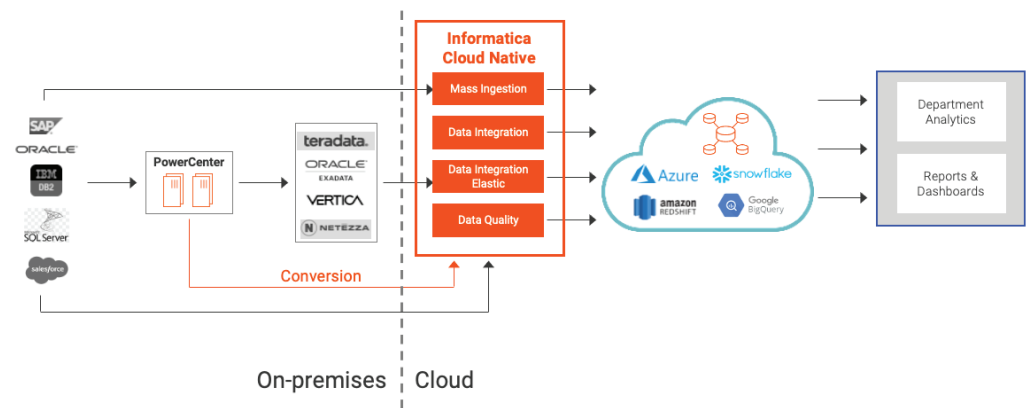 Informatica
Cloud Native
Mass Ingestion
Data Integration
Data Integration
Elastic
Data Quality
SAP
ORACLE
IBM
DB2
SQL Server
salesforce
PowerCenter
teradata.
ORACLE
EXADATA
VERTICA
N NETEZZA
Conversion
Azure
snowflake
amazon
REDSHIFT
Google
BigQuery
Department
Analytics
Reports &
Dashboards
On-premises
Cloud